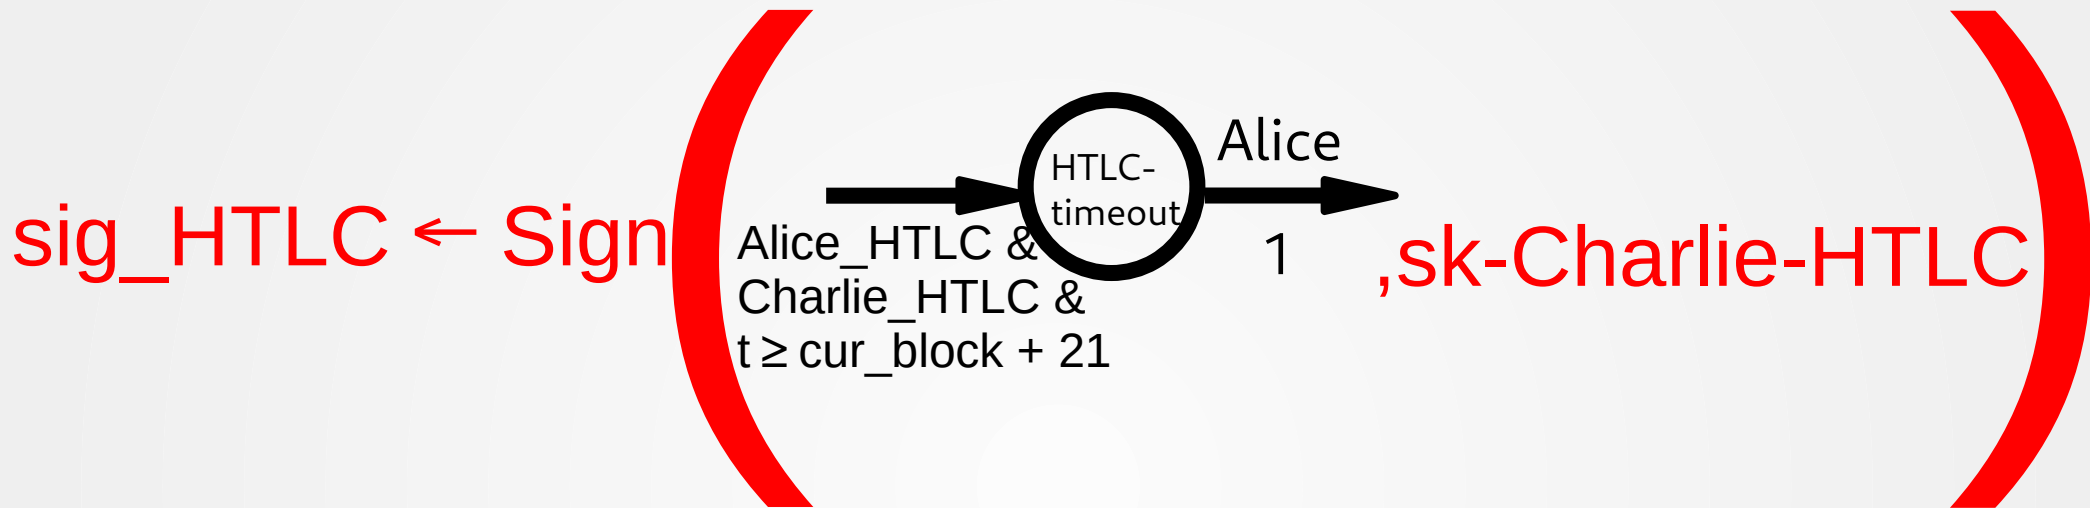 sig_HTLC ← Sign
HTLC-
timeout
Alice_HTLC &
Charlie_HTLC &
t ≥ cur_block + 21
Alice
1
,sk-Charlie-HTLC